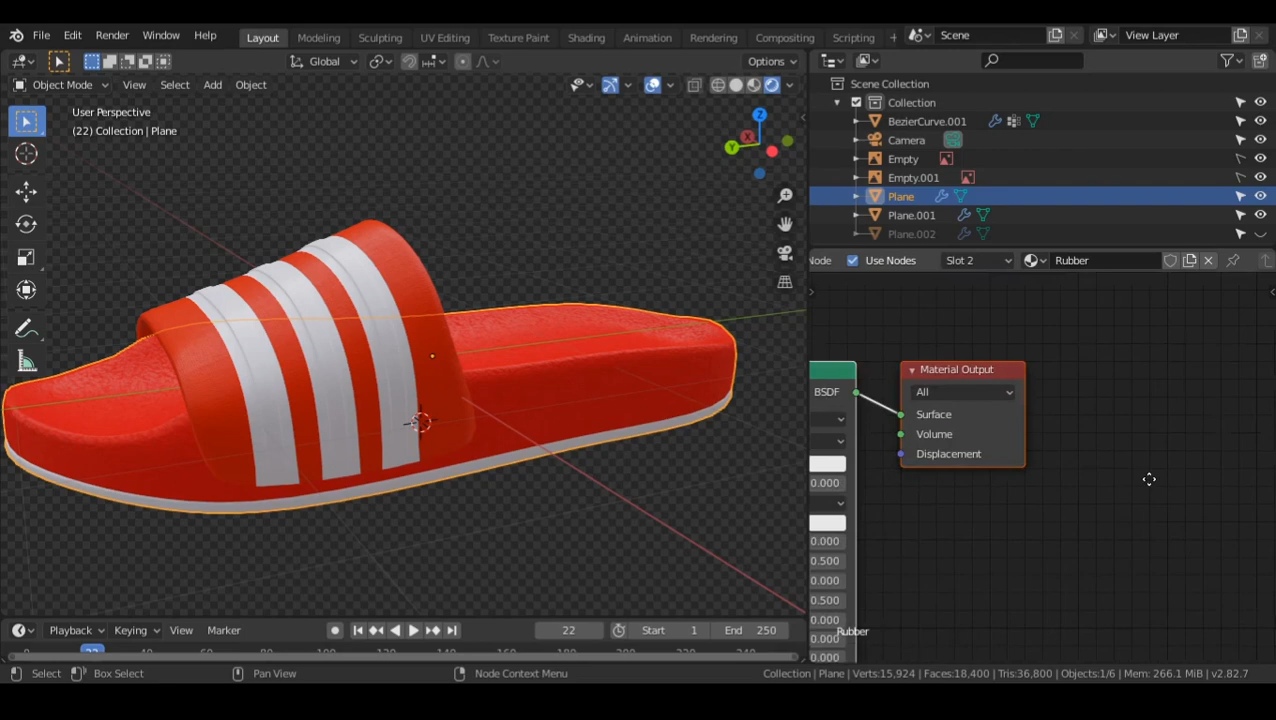 File Edit Render Window Help Layout Modeling Sculpting UV Editing Texture Paint Shading Animation Rendering Compositing Scripting + Scene View Layer
Global Options
Object Mode View Select Add Object
User Perspective
(22) Collection | Plane
Z
X
Y
Scene Collection
Collection
BezierCurve.001
Camera
Empty
Empty.001
Plane
Plane.001
Plane.002
Node Use Nodes Slot 2 Rubber
Material Output
BSDF All
Surface
Volume
Displacement
0.000
0.000
0.500
0.000
0.500
0.000
Rubber
0.000
0.000
Playback Keying View Marker 22 Start 1 End 250
22
Select Box Select Pan View Node Context Menu Collection | Plane | Verts:15,924 | Faces:18,400 | Tris:36,800 | Objects:1/6 | Mem: 266.1 MiB | v2.82.7